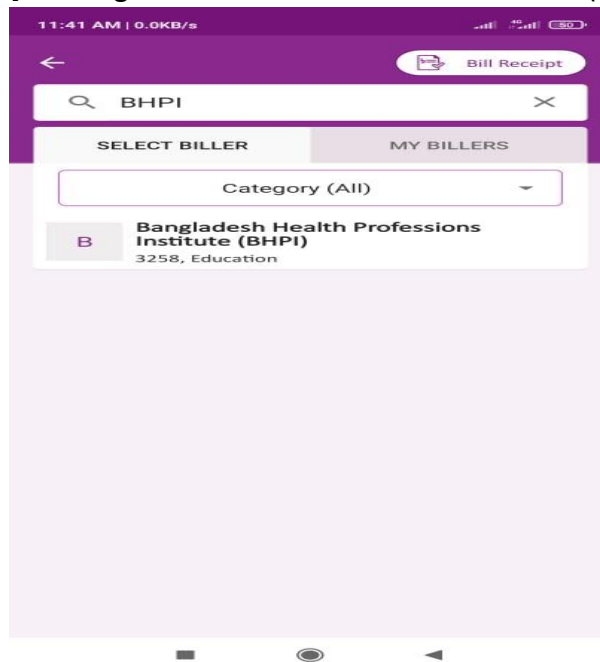 11:41 AM | 0.0KB/s 4G 50
Bill Receipt
BHPI
SELECT BILLER MY BILLERS
Category (All)
B
Bangladesh Health Professions
Institute (BHPI)
3258, Education